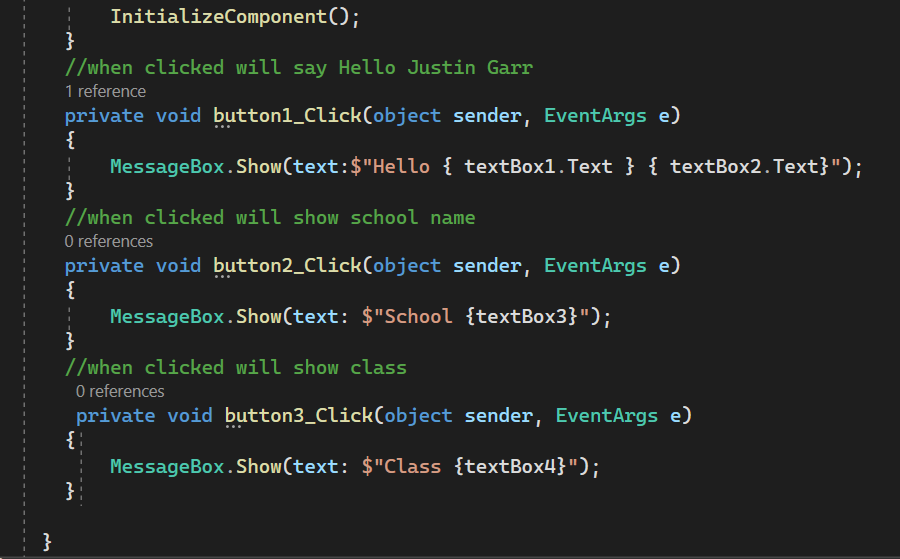 InitializeComponent();
}
//when clicked will say Hello Justin Garr
1 reference
private void button1_Click(object sender, EventArgs e)
{
MessageBox.Show(text:$"Hello { textBox1.Text } { textBox2.Text}");
}
//when clicked will show school name
0 references
private void button2_Click(object sender, EventArgs e)
{
MessageBox.Show(text: $"School {textBox3}");
}
//when clicked will show class
0 references
private void button3_Click(object sender, EventArgs e)
{
MessageBox.Show(text: $"Class {textBox4}");
}
}